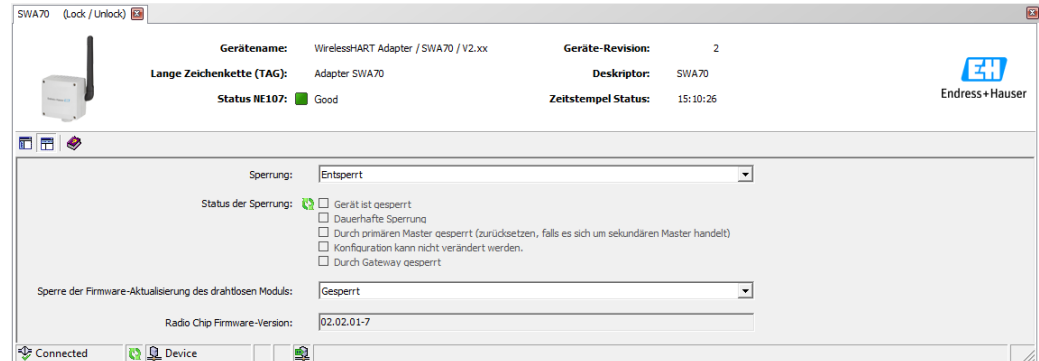 SWA70 (Lock / Unlock)
Gerätename: WirelessHART Adapter / SWA70 / V2.xx Geräte-Revision: 2
Lange Zeichenkette (TAG): Adapter SWA70 Deskriptor: SWA70
Status NE107: Good Zeitstempel Status: 15:10:26
EH
Endress+Hauser
Sperrung: Entsperrt
Status der Sperrung: Gerät ist gesperrt
Dauerhafte Sperrung
Durch primären Master gesperrt (zurücksetzen, falls es sich um sekundären Master handelt)
Konfiguration kann nicht verändert werden.
Durch Gateway gesperrt
Sperre der Firmware-Aktualisierung des drahtlosen Moduls: Gesperrt
Radio Chip Firmware-Version: 02.02.01-7
Connected Device